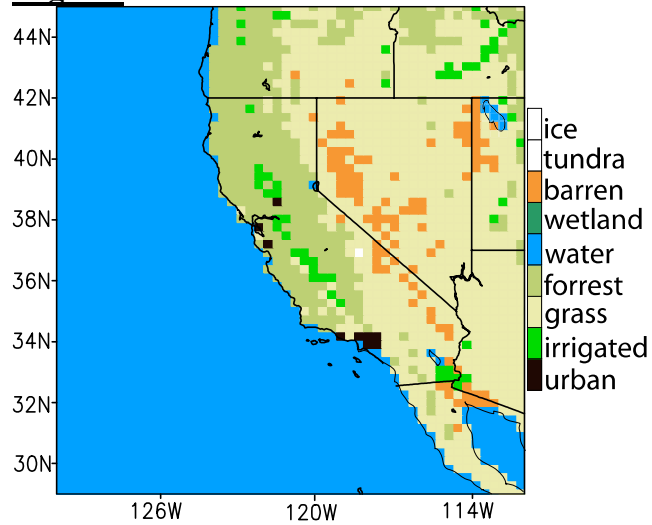 44N
42N
40N
38N
36N
34N
32N
30N
126W
120W
114W
ice
tundra
barren
wetland
water
forrest
grass
irrigated
urban